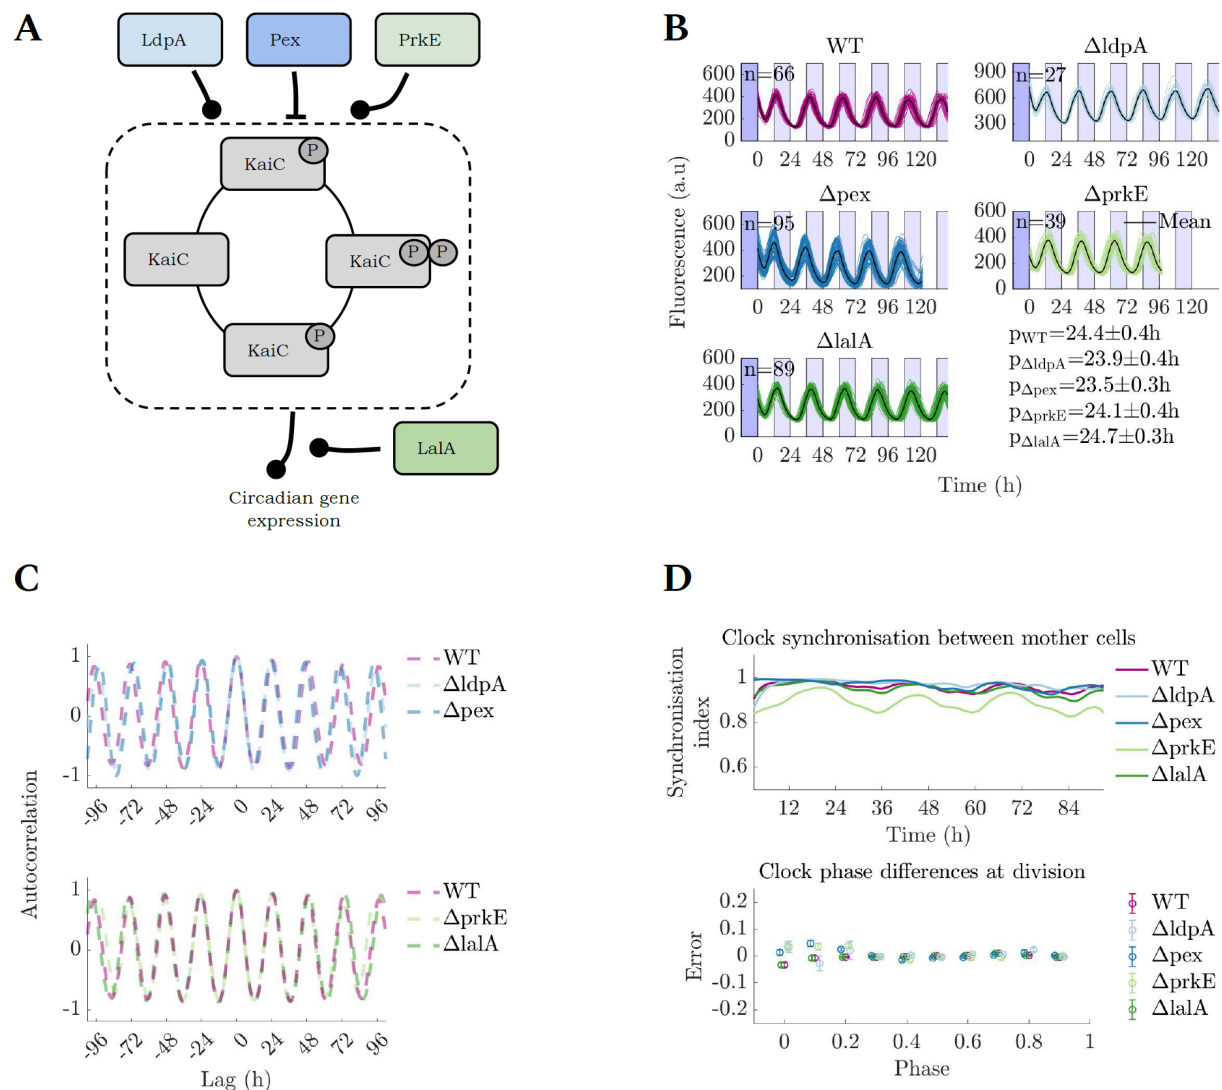 A
LdpA
Pex
PrkE
KaiC
P
KaiC
KaiC
P
P
KaiC
P
LalA
Circadian gene
expression
B
Fluorescence (a.u)
WT
n=66
600
400
200
0
0 24 48 72 96 120
ΔldpA
n=27
900
600
300
0 24 48 72 96 120
Δpex
n=95
600
400
200
0 24 48 72 96 120
ΔprkE
n=39
Mean
600
400
200
0
0 24 48 72 96 120
ΔlalA
n=89
600
400
200
0
0 24 48 72 96 120
pWT=24.4±0.4h
pΔldpA=23.9±0.4h
pΔpex=23.5±0.3h
pΔprkE=24.1±0.4h
pΔlalA=24.7±0.3h
Time (h)
C
Autocorrelation
1
0
-1
-96 -72 -48 -24 0 24 48 72 96
WT
ΔldpA
Δpex
1
0
-1
-96 -72 -48 -24 0 24 48 72 96
WT
ΔprkE
ΔlalA
Lag (h)
D
Clock synchronisation between mother cells
Synchronisation
index
1
0.8
0.6
12 24 36 48 60 72 84
Time (h)
WT
ΔldpA
Δpex
ΔprkE
ΔlalA
Clock phase differences at division
Error
0.2
0.1
0
-0.1
-0.2
0 0.2 0.4 0.6 0.8 1
Phase
WT
ΔldpA
Δpex
ΔprkE
ΔlalA